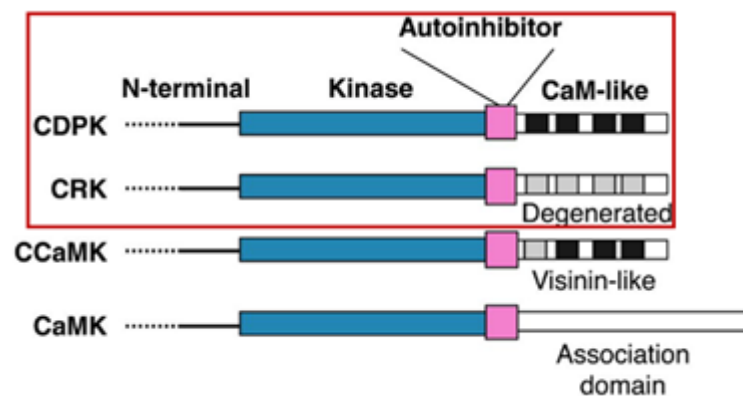 Autoinhibitor
N-terminal Kinase CaM-like
CDPK
CRK
Degenerated
CCaMK
Visinin-like
CaMK
Association
domain